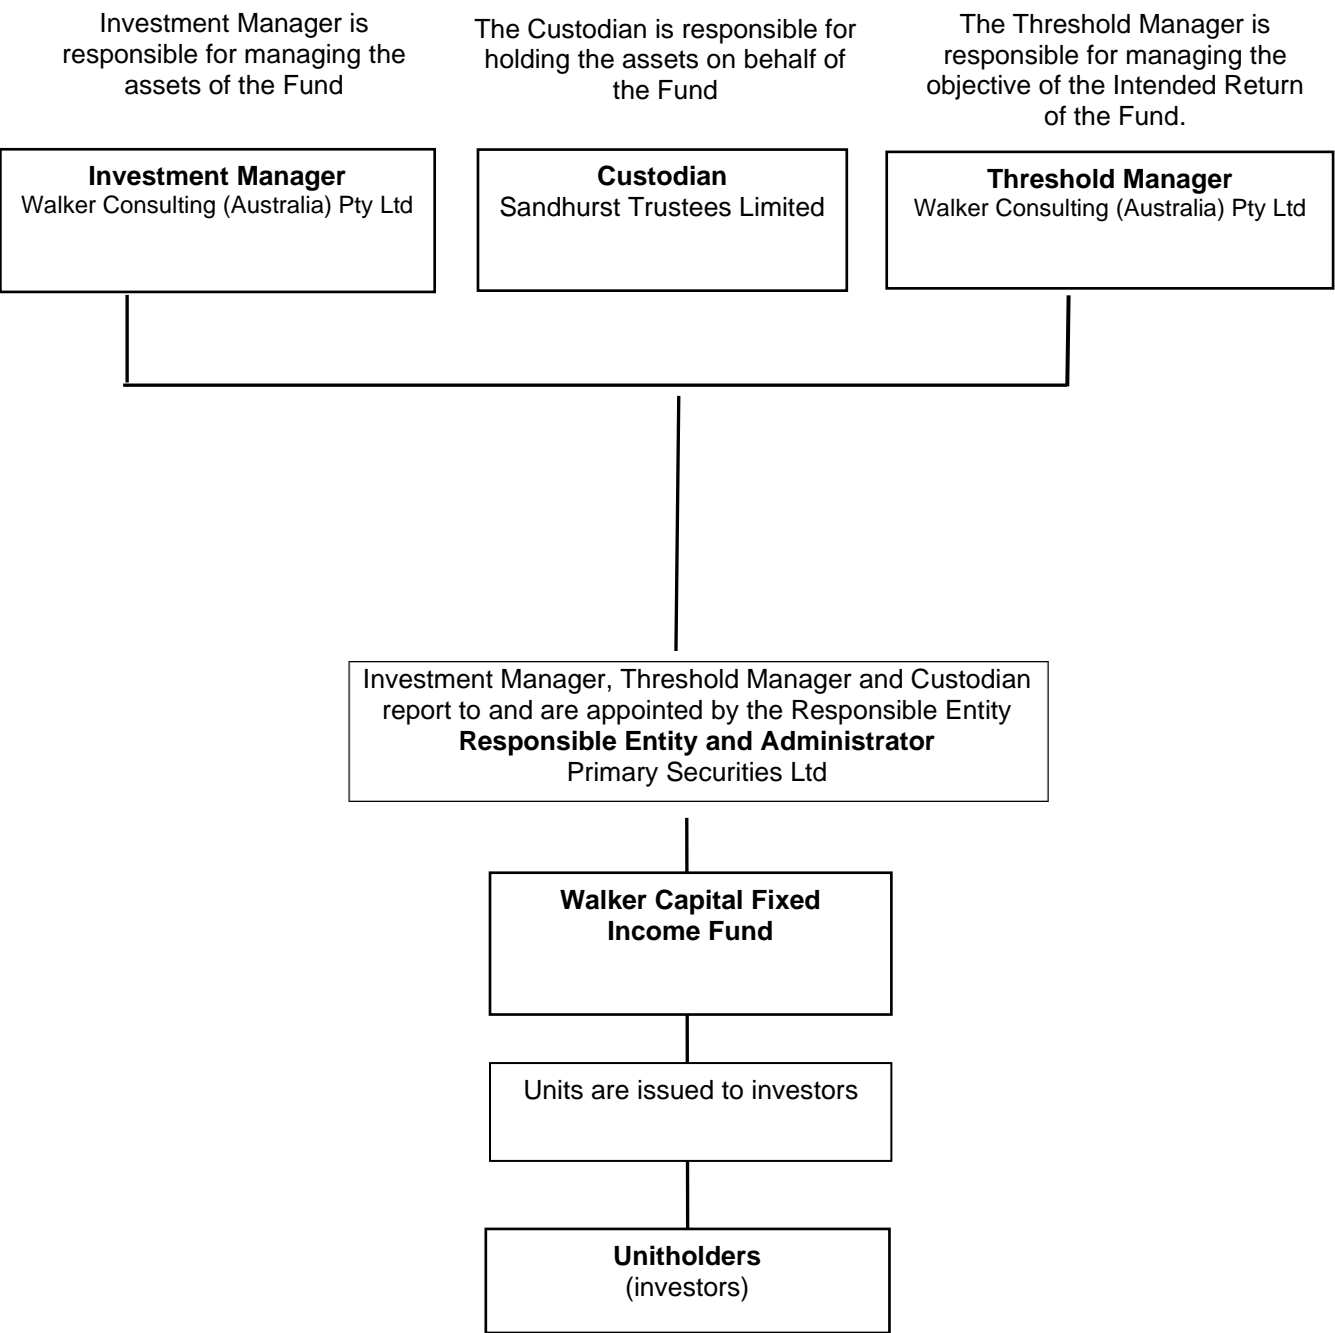 Investment Manager is
responsible for managing the
assets of the Fund
The Custodian is responsible for
holding the assets on behalf of
the Fund
The Threshold Manager is
responsible for managing the
objective of the Intended Return
of the Fund.
Investment Manager
Walker Consulting (Australia) Pty Ltd
Custodian
Sandhurst Trustees Limited
Threshold Manager
Walker Consulting (Australia) Pty Ltd
Investment Manager, Threshold Manager and Custodian
report to and are appointed by the Responsible Entity
Responsible Entity and Administrator
Primary Securities Ltd
Walker Capital Fixed
Income Fund
Units are issued to investors
Unitholders
(investors)